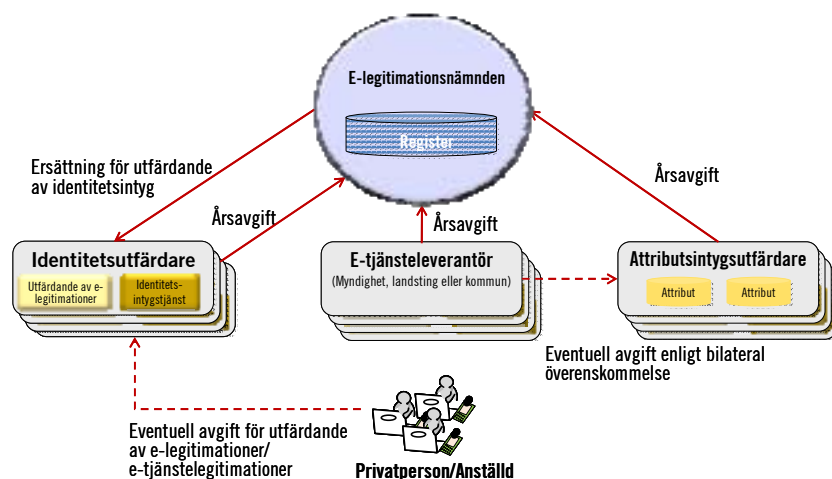 E-legitimationsnämnden
Register
Ersättning för utfärdande
av identitetsintyg
Årsavgift
Årsavgift
Årsavgift
Identitetsutfärdare
Utfärdande av e-
legitimationer
Identitets-
intygstjänst
E-tjänsteleverantör
(Myndighet, landsting eller kommun)
Attributsintygsutfärdare
Attribut
Attribut
Eventuell avgift enligt bilateral
överenskommelse
Eventuell avgift för utfärdande
av e-legitimationer/
e-tjänstelegitimationer
Privatperson/Anställd